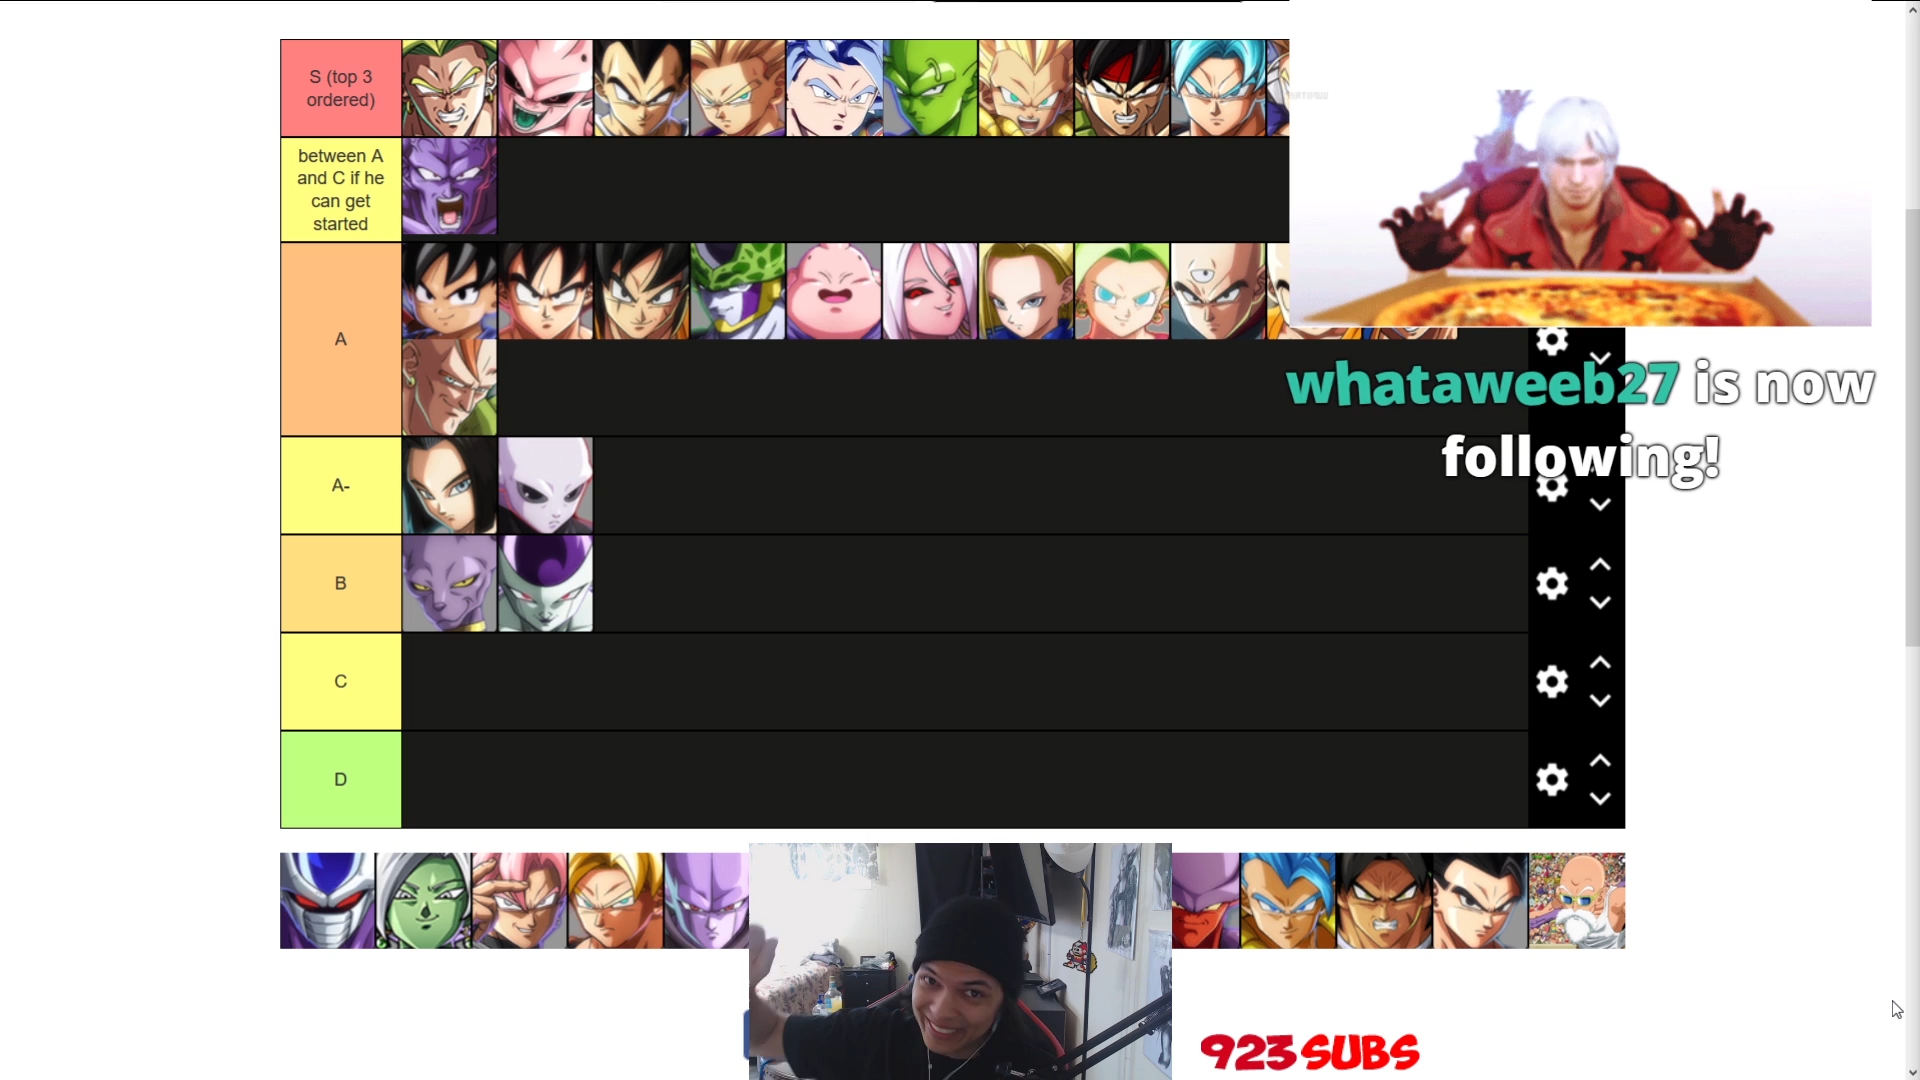 S (top 3
ordered)
between A
and C if he
can get
started
A
A-
B
C
D
whataweeb27 is now
following!
923 SUBS